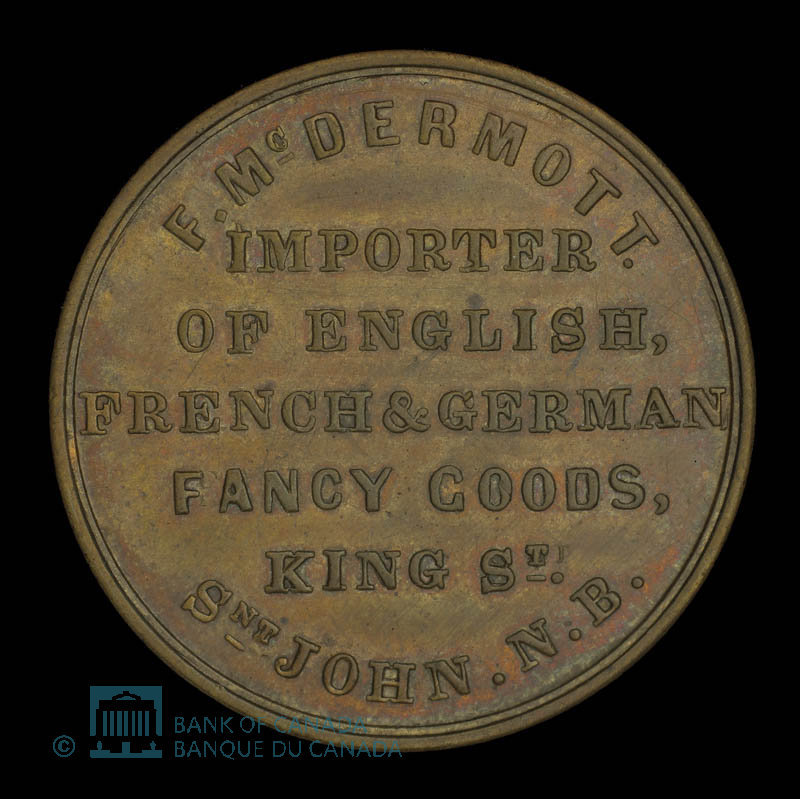 F. Mc DERMOTT.
IMPORTER
OF ENGLISH,
FRENCH & GERMAN
FANCY GOODS,
KING ST.
SNT JOHN. N. B.
© BANK OF CANADA
BANQUE DU CANADA